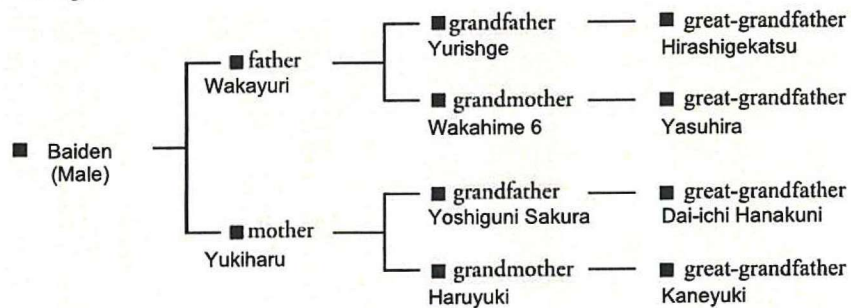 grandfather
great-grandfather
Yurishge
Hirashigekatsu
father
Wakayuri
grandmother
great-grandfather
Wakahime 6
Yasuhira
Baiden
(Male)
grandfather
great-grandfather
Yoshiguni Sakura
Dai-ichi Hanakuni
mother
Yukiharu
grandmother
great-grandfather
Haruyuki
Kaneyuki